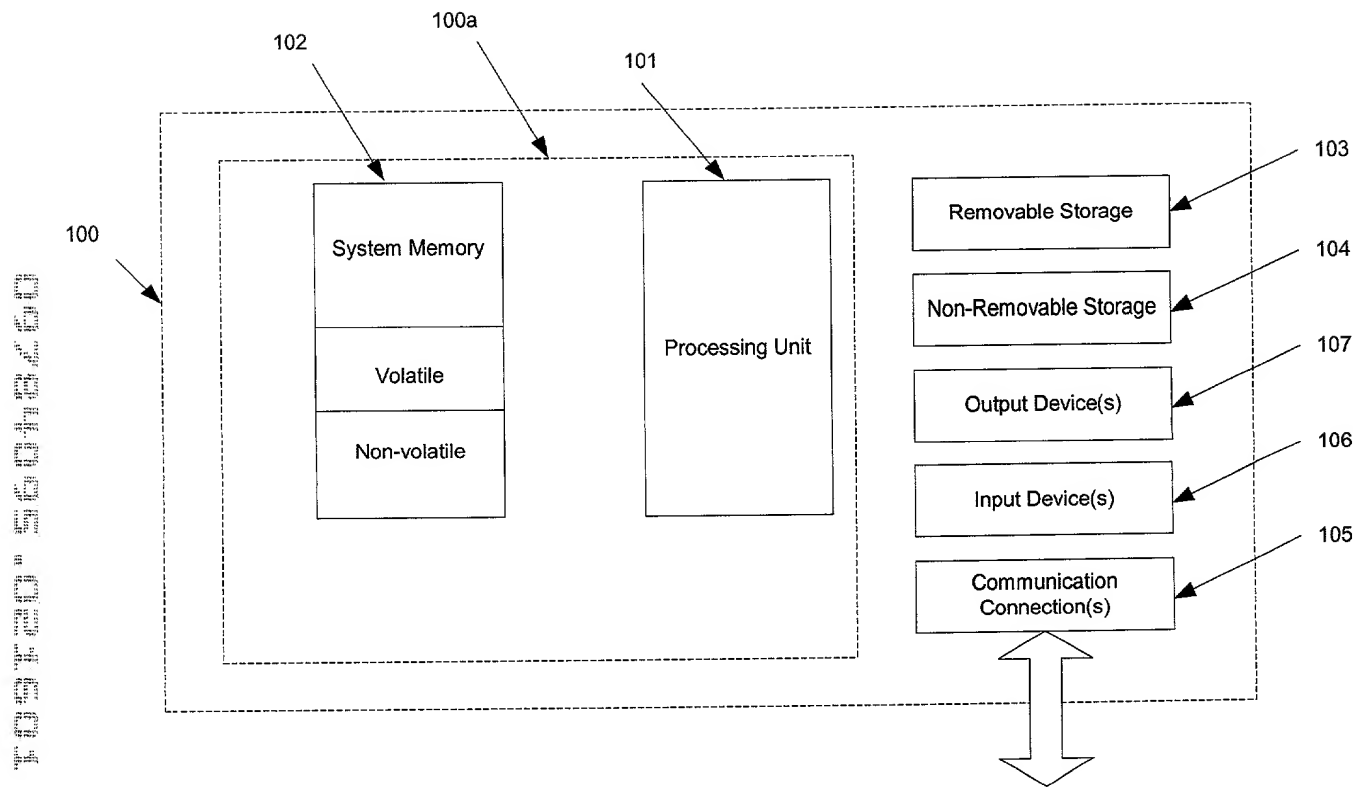 100a
102
101
103
100
System Memory
Removable Storage
104
Non-Removable Storage
Processing Unit
107
Volatile
Output Device(s)
106
Non-volatile
Input Device(s)
105
Communication
Connection(s)